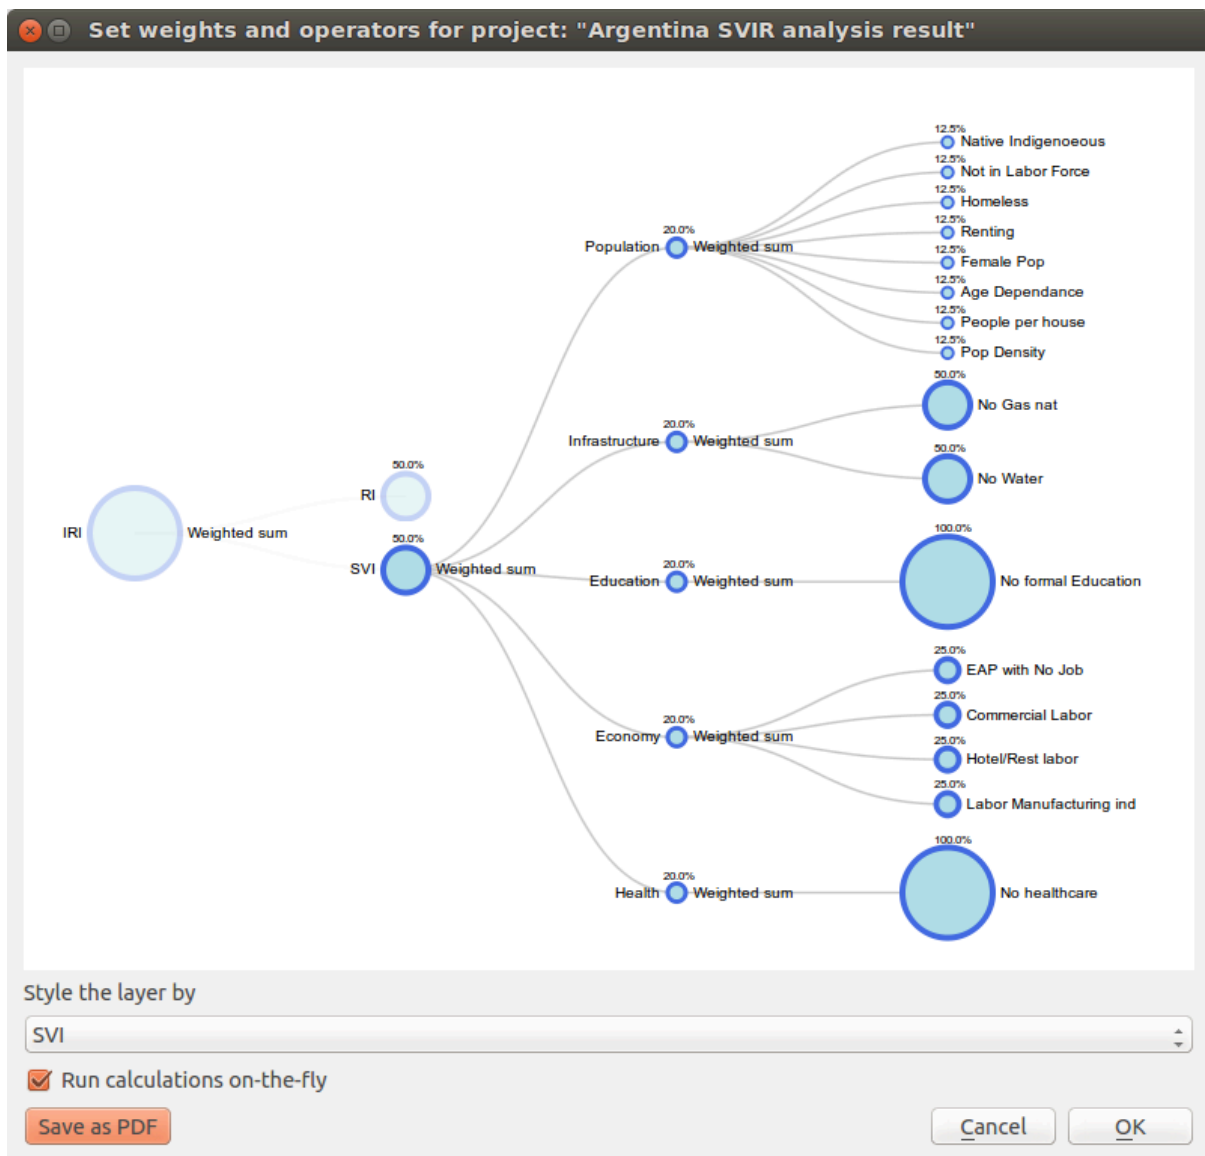 Set weights and operators for project: "Argentina SVIR analysis result"
12.5%
Native Indigenoeous
12.5%
Not in Labor Force
12.5%
Homeless
12.5%
Renting
12.5%
Female Pop
12.5%
Age Dependance
12.5%
People per house
12.5%
Pop Density
20.0%
Population Weighted sum
50.0%
No Gas nat
20.0%
Infrastructure Weighted sum
50.0%
No Water
50.0%
RI
IRI Weighted sum
50.0%
SVI Weighted sum
100.0%
No formal Education
20.0%
Education Weighted sum
25.0%
EAP with No Job
25.0%
Commercial Labor
20.0%
Economy Weighted sum
25.0%
Hotel/Rest labor
25.0%
Labor Manufacturing ind
100.0%
No healthcare
20.0%
Health Weighted sum
Style the layer by
SVI
Run calculations on-the-fly
Save as PDF
Cancel
OK